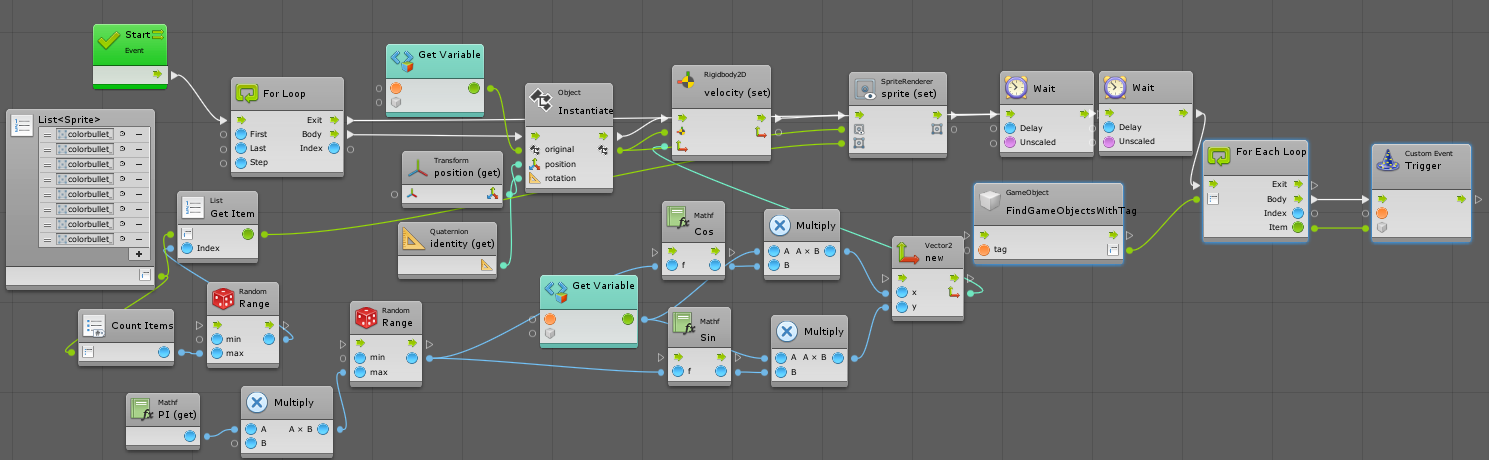 Start
Event
For Loop
Exit
First
Body
Last
Index
Step
Get Variable
Object
Instantiate
original
position
rotation
Rigidbody2D
velocity (set)
SpriteRenderer
sprite (set)
Wait
Delay
Unscaled
Wait
Delay
Unscaled
For Each Loop
Exit
Body
Index
Item
Custom Event
Trigger
List<Sprite>
colorbullet_
colorbullet_
colorbullet_
colorbullet_
colorbullet_
colorbullet_
colorbullet_
colorbullet_
Transform
position (get)
Quaternion
identity (get)
List
Get Item
Index
GameObject
FindGameObjectsWithTag
tag
Mathf
Cos
f
Multiply
A A × B
B
Vector2
new
x
y
Random
Range
min
max
Count Items
Random
Range
min
max
Get Variable
Mathf
Sin
f
Multiply
A A × B
B
Mathf
PI (get)
Multiply
A A × B
B